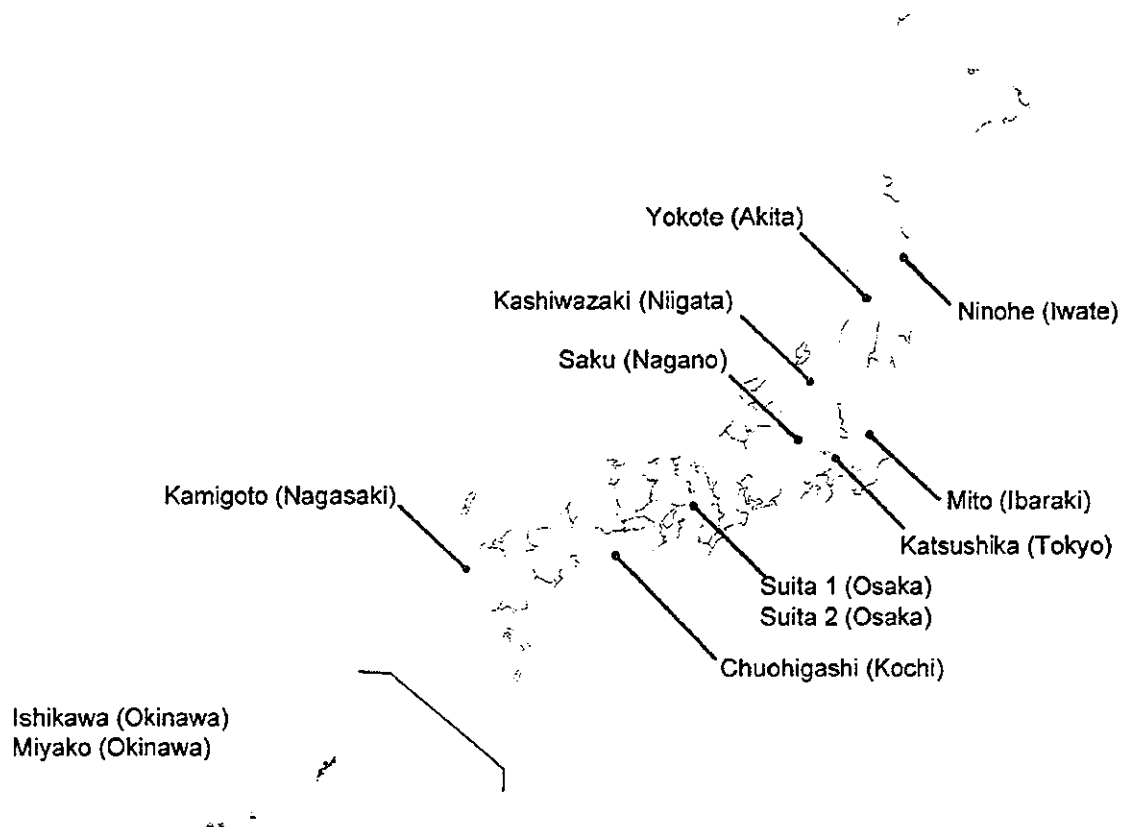 Yokote (Akita)
Kashiwazaki (Niigata)
Ninohe (Iwate)
Saku (Nagano)
Kamigoto (Nagasaki)
Mito (Ibaraki)
Katsushika (Tokyo)
Suita 1 (Osaka)
Suita 2 (Osaka)
Chuohigashi (Kochi)
Ishikawa (Okinawa)
Miyako (Okinawa)